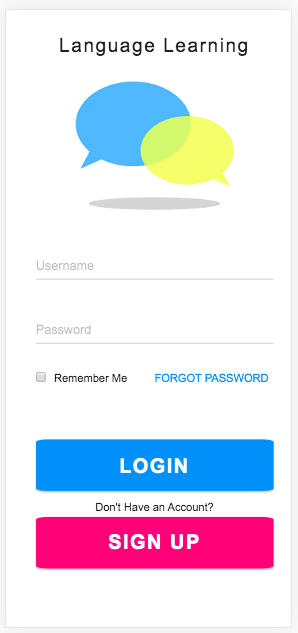 Language Learning
Username
Password
Remember Me FORGOT PASSWORD
LOGIN
Don't Have an Account?
SIGN UP